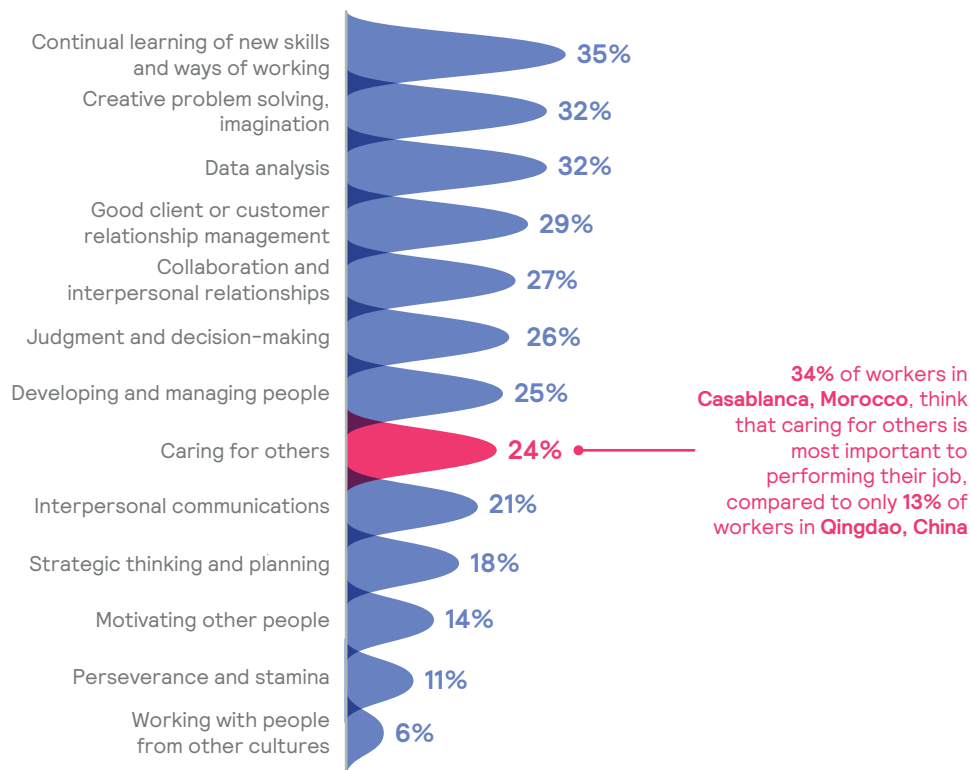 Continual learning of new skills
and ways of working
35%
Creative problem solving,
imagination
32%
Data analysis
32%
Good client or customer
relationship management
29%
Collaboration and
interpersonal relationships
27%
Judgment and decision-making
26%
Developing and managing people
25%
Caring for others
24%
34% of workers in
Casablanca, Morocco, think
that caring for others is
most important to
performing their job,
compared to only 13% of
workers in Qingdao, China
Interpersonal communications
21%
Strategic thinking and planning
18%
Motivating other people
14%
Perseverance and stamina
11%
Working with people
from other cultures
6%